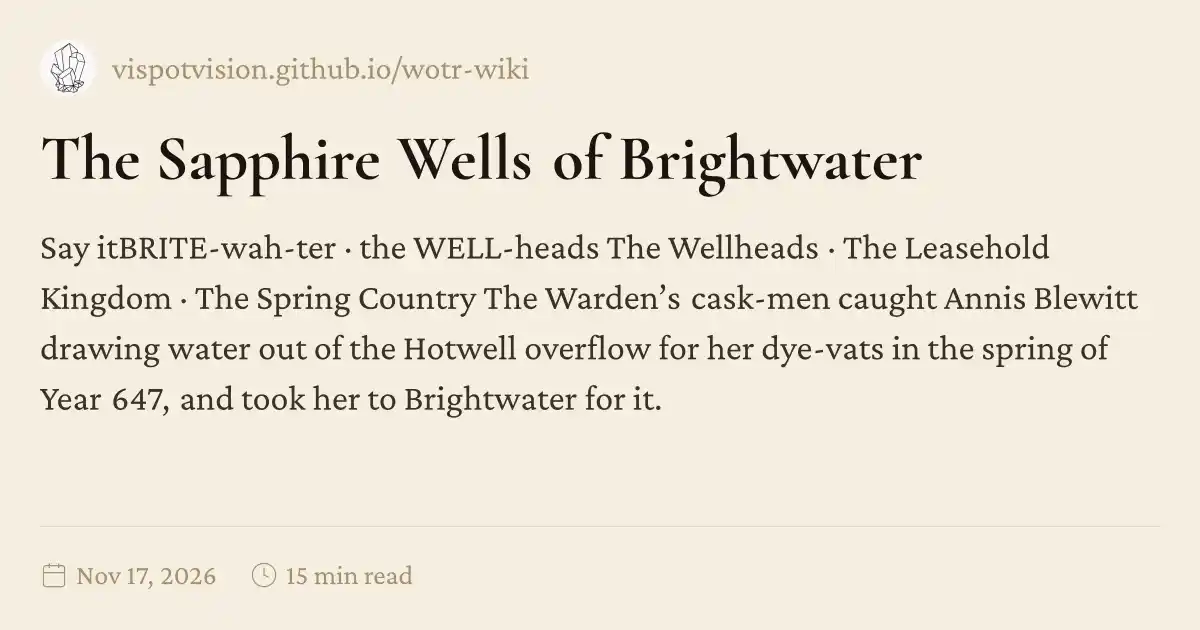 vispotvision.github.io/wotr-wiki
The Sapphire Wells of Brightwater
Say itBRITE-wah-ter · the WELL-heads The Wellheads · The Leasehold
Kingdom · The Spring Country The Warden’s cask-men caught Annis Blewitt
drawing water out of the Hotwell overflow for her dye-vats in the spring of
Year 647, and took her to Brightwater for it.
Nov 17, 2026
15 min read